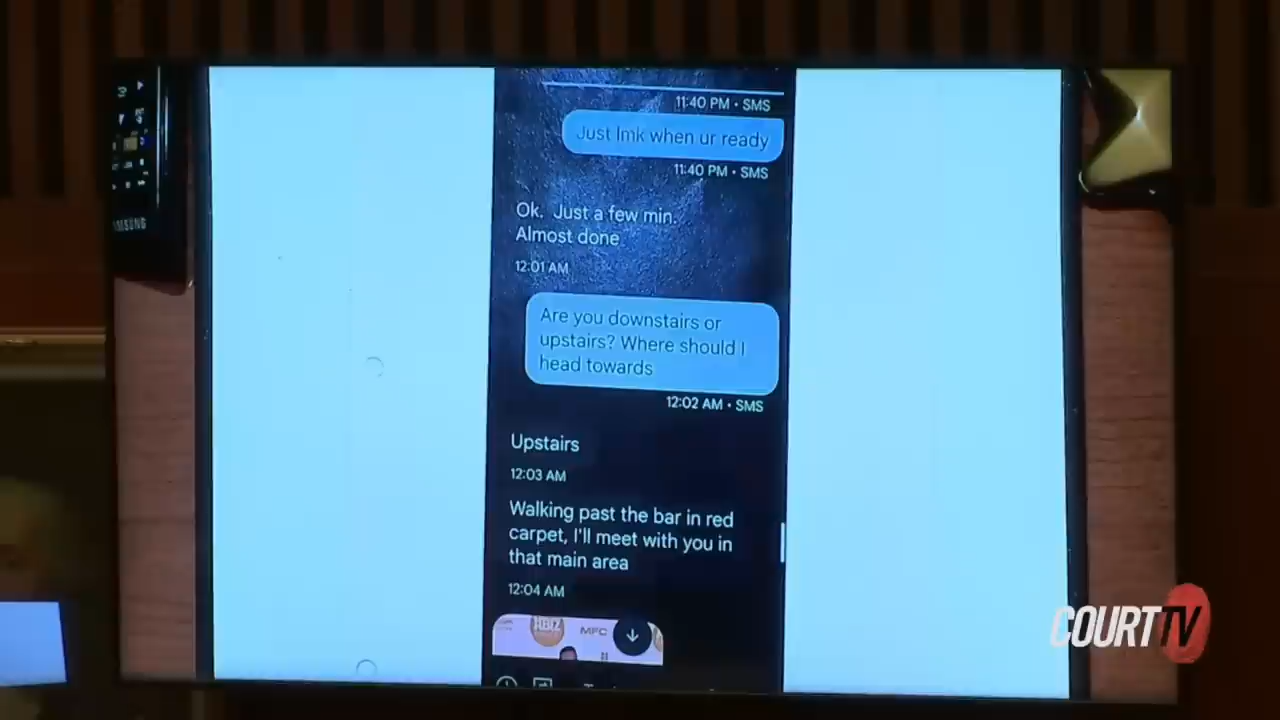 11:40 PM • SMS
Just lmk when ur ready
11:40 PM • SMS
Ok. Just a few min.
Almost done
12:01 AM
Are you downstairs or
upstairs? Where should I
head towards
12:02 AM • SMS
Upstairs
12:03 AM
Walking past the bar in red
carpet, I'll meet with you in
that main area
12:04 AM
XBIZ
MFC
SAMSUNG
COURT TV